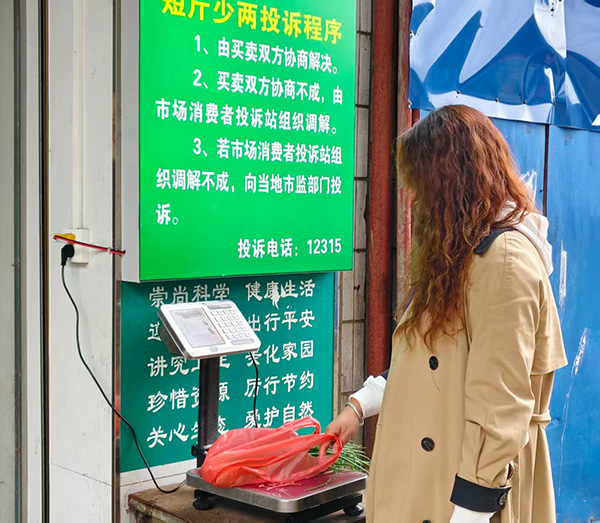 短斤少两投诉程序
1、由买卖双方协商解决。
2、买卖双方协商不成，由
市场消费者投诉站组织调解。
3、若市场消费者投诉站组
织调解不成，向当地市监部门投
诉。
投诉电话：12315
崇尚科学 健康生活
出行平安
讲 美化家园
珍惜资 厉行节约
关心 爱护自然